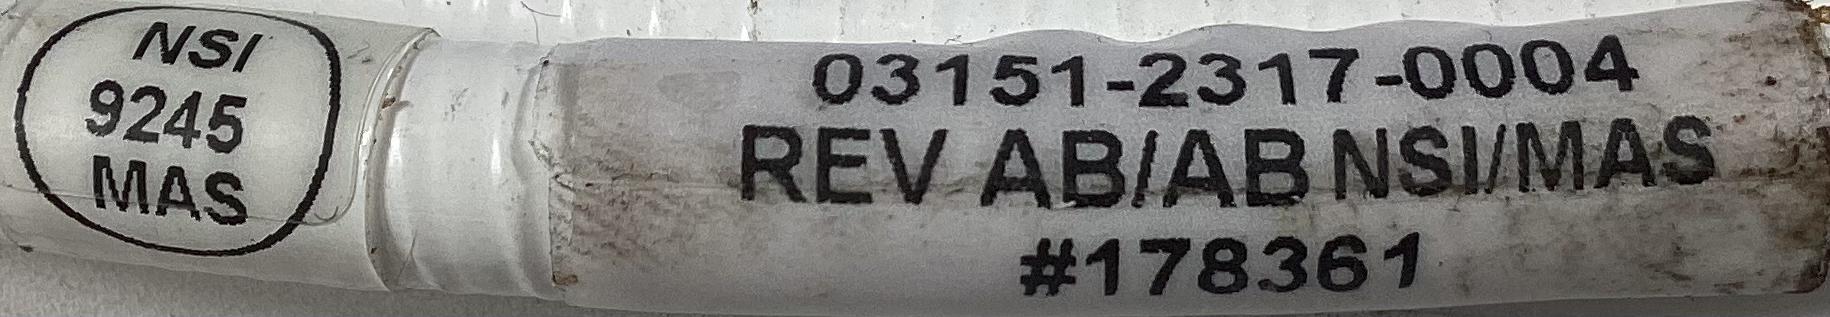 NSI
9245
MAS
03151-2317-0004
REV AB/AB NSI/MAS
#178361